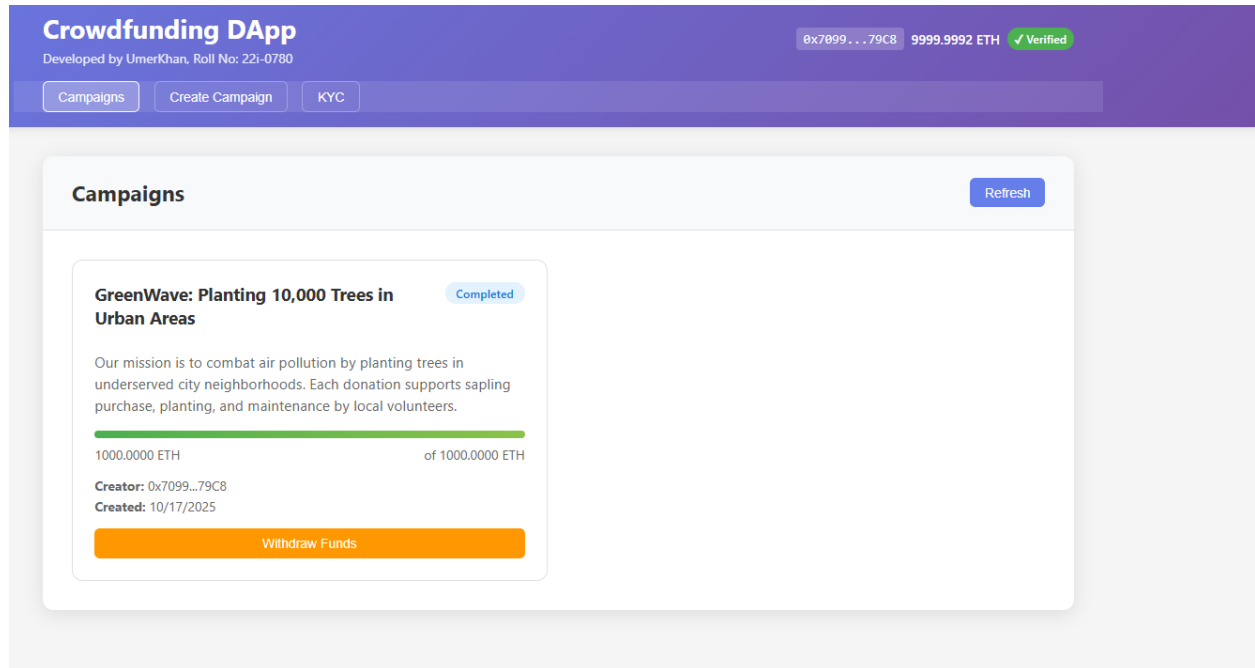 Crowdfunding DApp
Developed by UmerKhan, Roll No: 22i-0780
0x7099...79C8 9999.9992 ETH ✓ Verified
Campaigns Create Campaign KYC
Campaigns
Refresh
GreenWave: Planting 10,000 Trees in
Urban Areas
Completed
Our mission is to combat air pollution by planting trees in
underserved city neighborhoods. Each donation supports sapling
purchase, planting, and maintenance by local volunteers.
1000.0000 ETH of 1000.0000 ETH
Creator: 0x7099...79C8
Created: 10/17/2025
Withdraw Funds